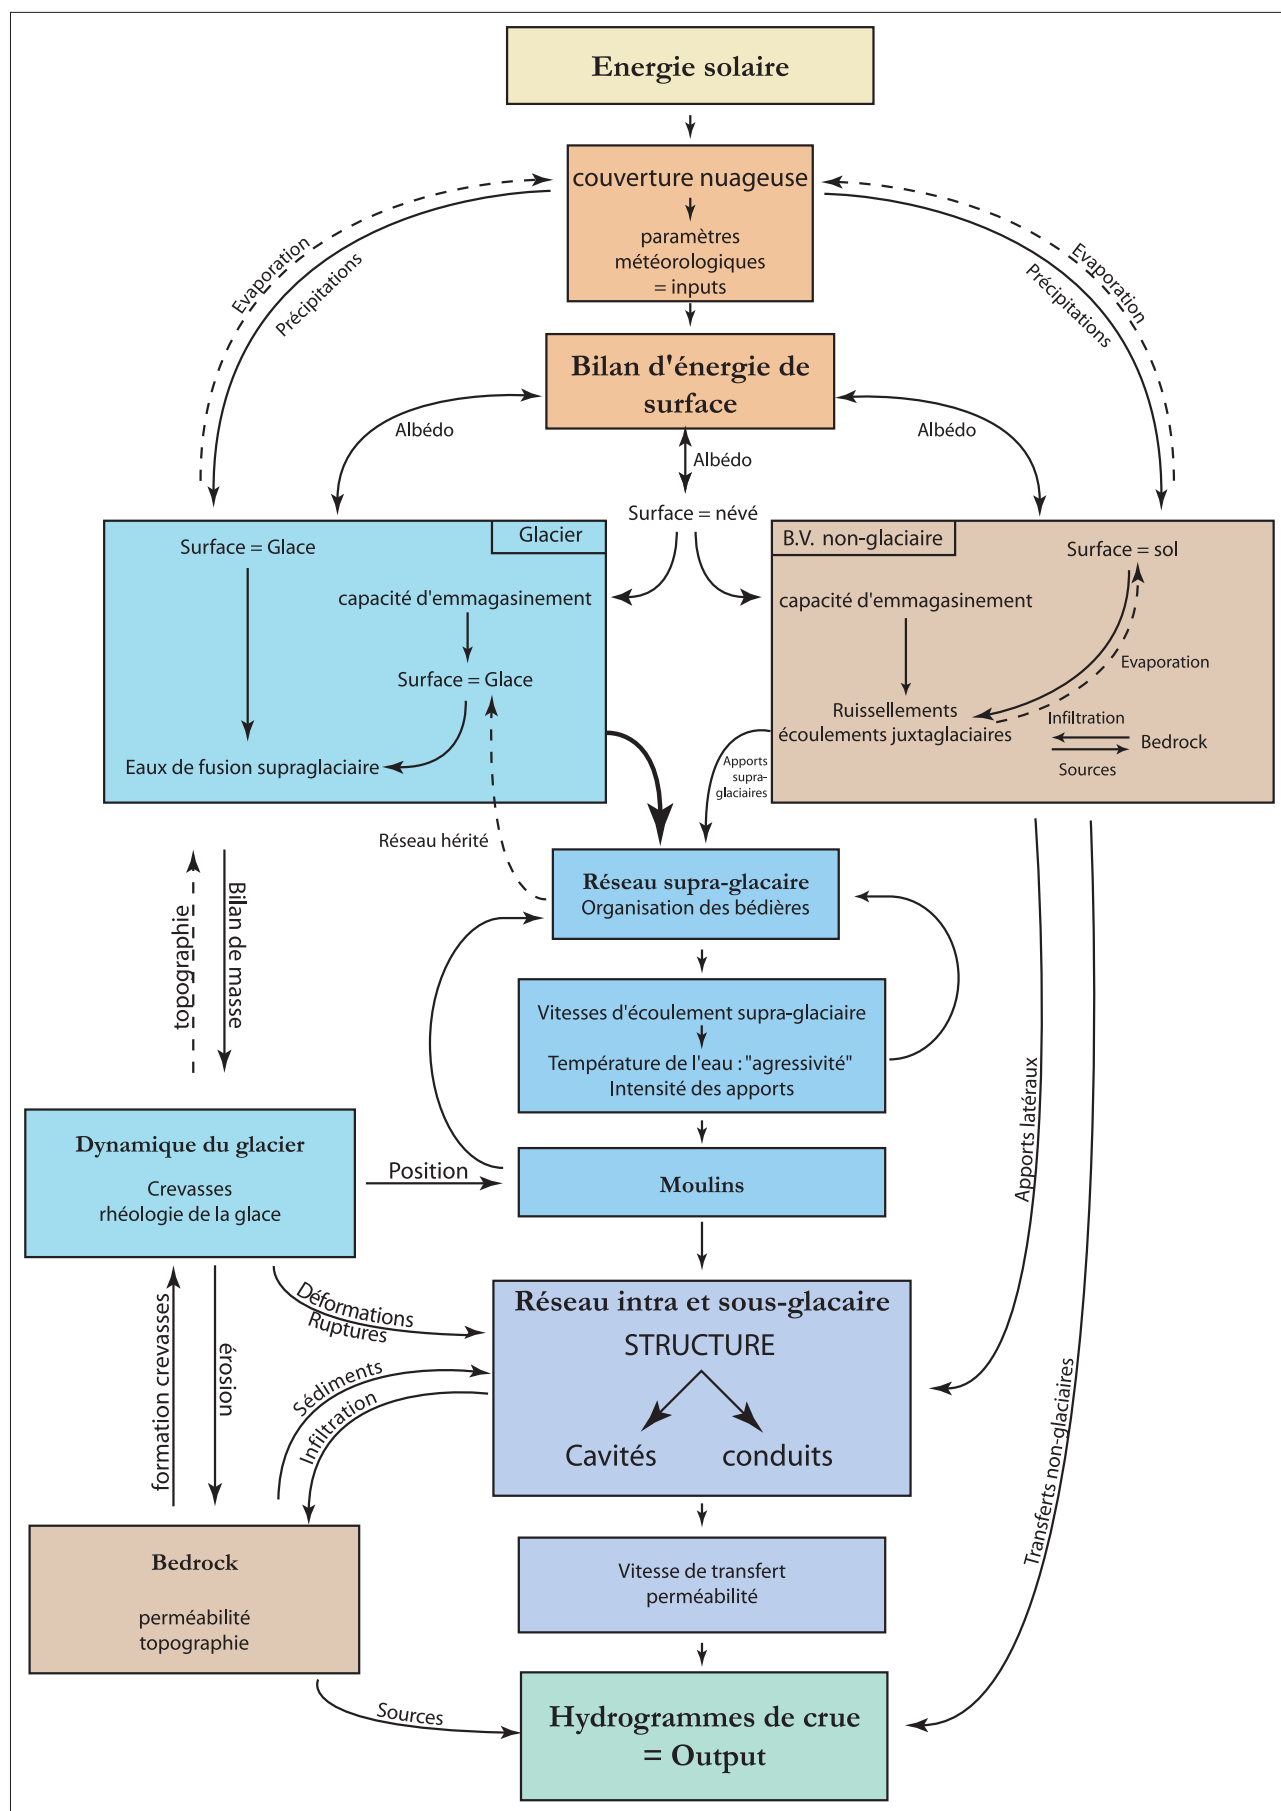 Energie solaire
couverture nuageuse
paramètres
météorologiques
= inputs
Evaporation
Précipitations
Evaporation
Précipitations
Bilan d'énergie de
surface
Albédo
Albédo
Albédo
Surface = névé
Glacier
Surface = Glace
capacité d'emmagasinement
Surface = Glace
Eaux de fusion supraglaciaire
B.V. non-glaciaire
Surface = sol
capacité d'emmagasinement
Evaporation
Ruissellements
écoulements juxtaglaciaires
Infiltration
Bedrock
Sources
Apports
supra-
glaciaires
Réseau hérité
Réseau supra-glacaire
Organisation des bédières
topographie
Bilan de masse
Vitesses d'écoulement supra-glaciaire
Température de l'eau : "agressivité"
Intensité des apports
Dynamique du glacier
Crevasses
rhéologie de la glace
Position
Moulins
Apports latéraux
Transferts non-glaciaires
Déformations
Ruptures
Réseau intra et sous-glacaire
STRUCTURE
Cavités
conduits
formation crevasses
érosion
Sédiments
Infiltration
Bedrock
perméabilité
topographie
Vitesse de transfert
perméabilité
Sources
Hydrogrammes de crue
= Output